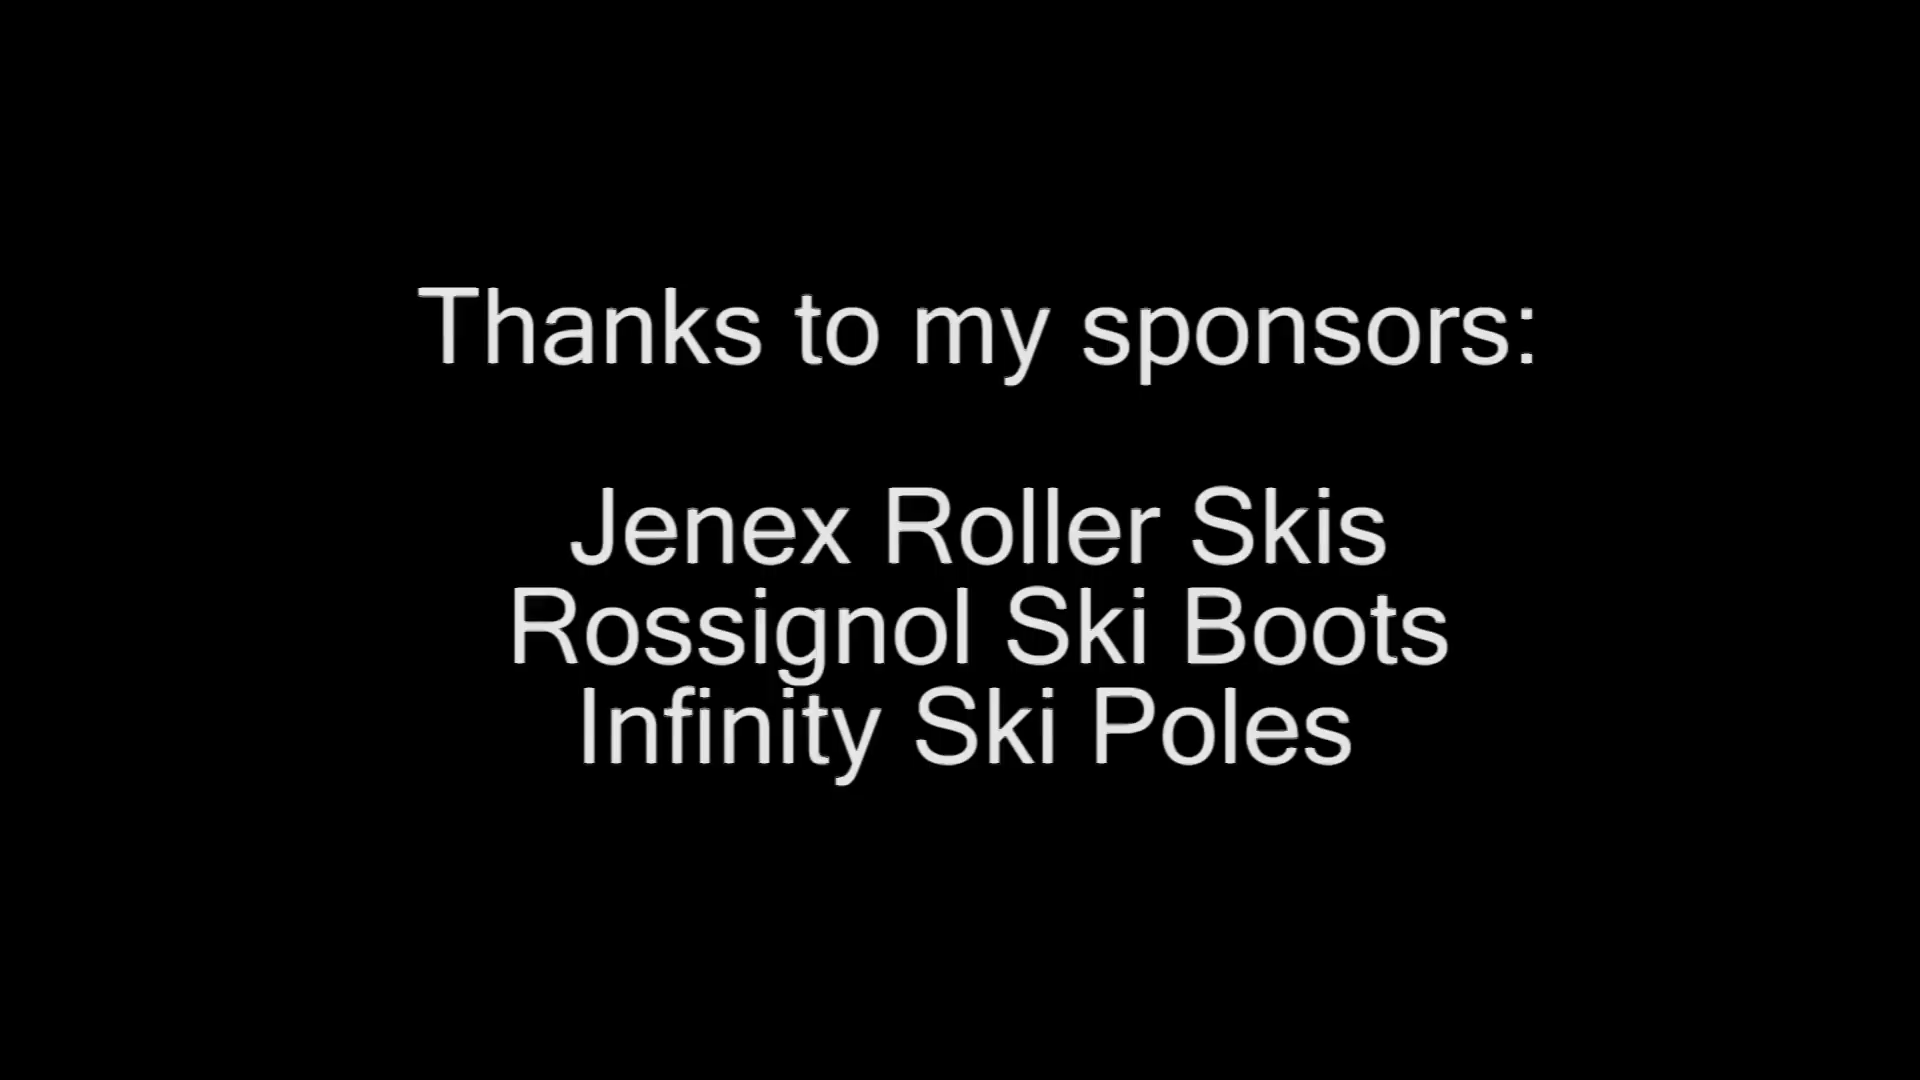 Thanks to my sponsors:
Jenex Roller Skis
Rossignol Ski Boots
Infinity Ski Poles